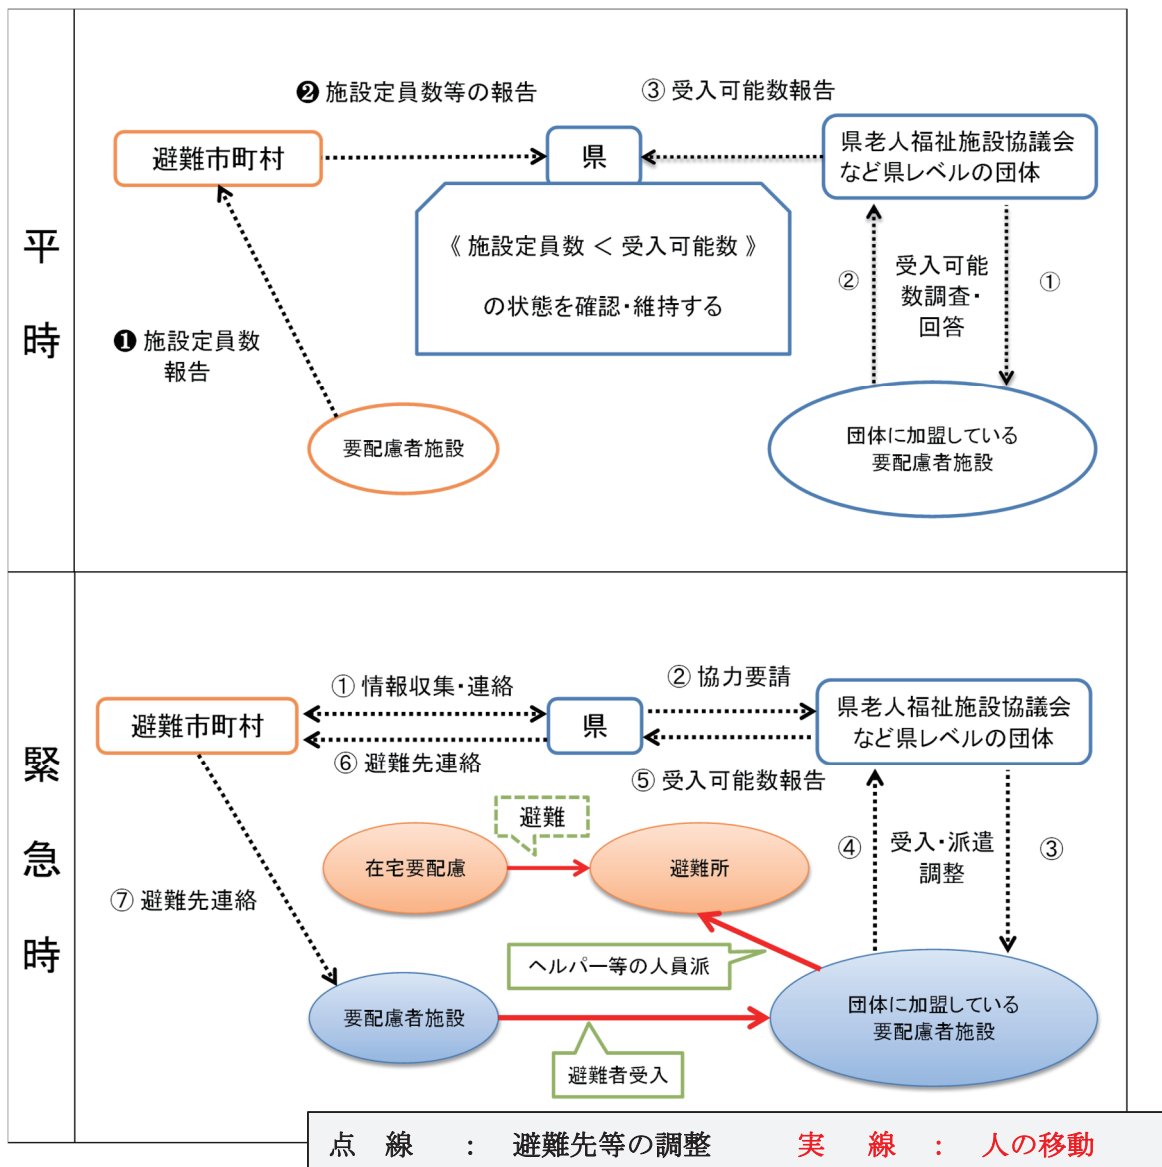 平時
❷ 施設定員数等の報告
③ 受入可能数報告
避難市町村
県
県老人福祉施設協議会
など県レベルの団体
《 施設定員数 < 受入可能数 》
の状態を確認・維持する
②
受入可能
数調査・
回答
①
❶ 施設定員数
報告
要配慮者施設
団体に加盟している
要配慮者施設
緊急時
① 情報収集・連絡
② 協力要請
避難市町村
県
県老人福祉施設協議会
など県レベルの団体
⑥ 避難先連絡
⑤ 受入可能数報告
避難
④
受入・派遣
調整
③
在宅要配慮
避難所
⑦ 避難先連絡
ヘルパー等の人員派
要配慮者施設
団体に加盟している
要配慮者施設
避難者受入
点 線 : 避難先等の調整 実 線 : 人の移動